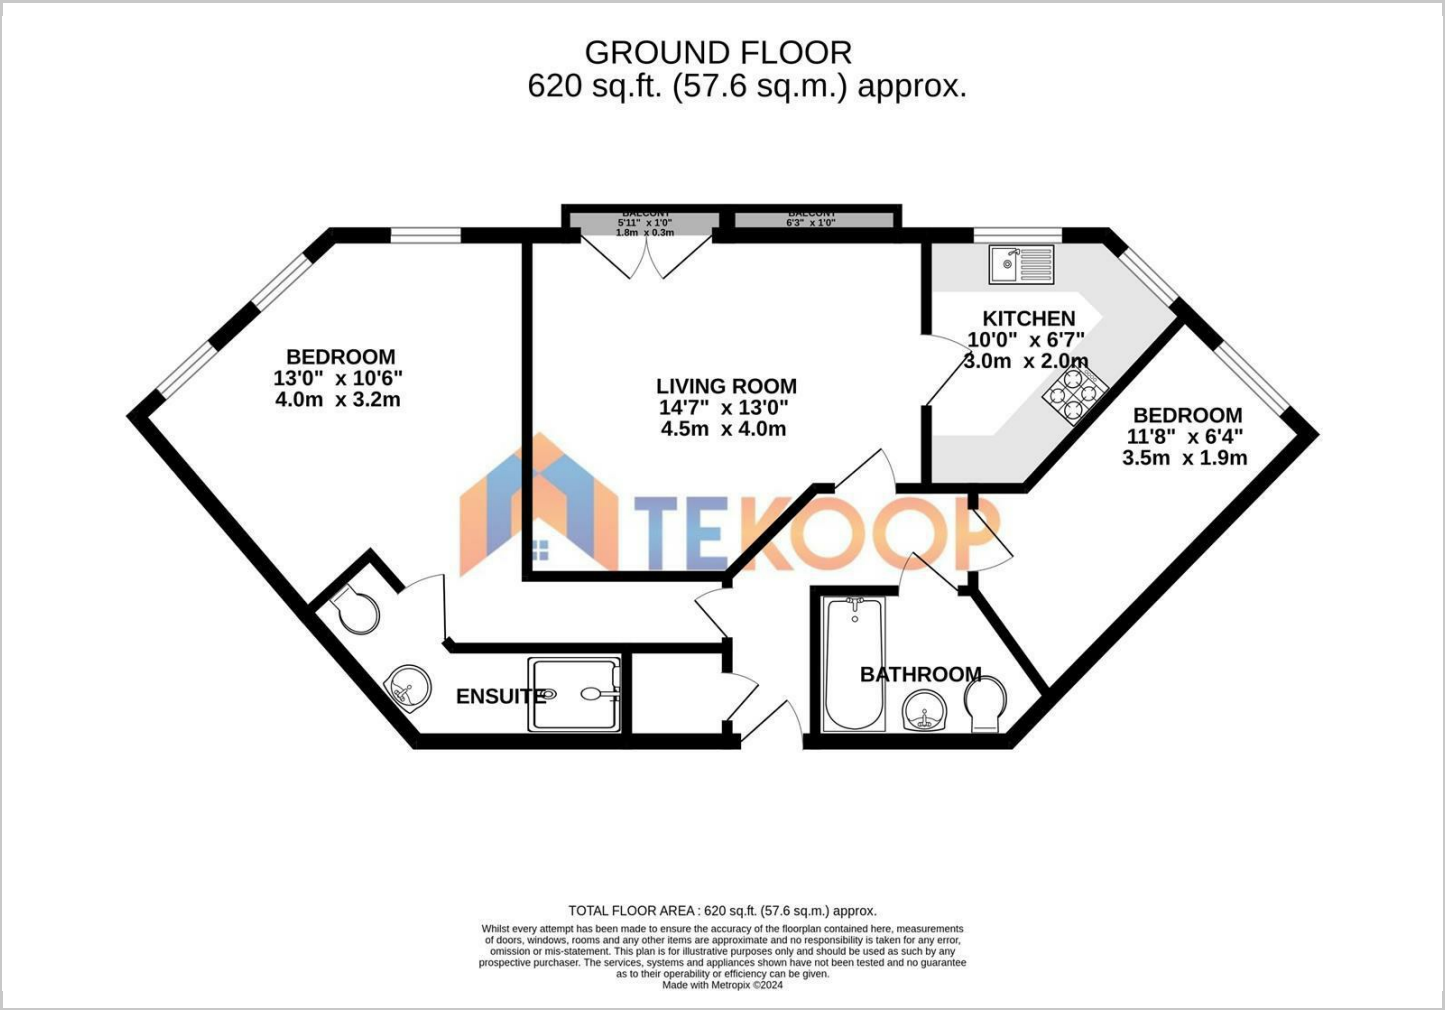 GROUND FLOOR
620 sq.ft. (57.6 sq.m.) approx.
BALCONY
5'11" x 1'0"
1.8m x 0.3m
BALCONY
6'3" x 1'0"
KITCHEN
10'0" x 6'7"
3.0m x 2.0m
BEDROOM
13'0" x 10'6"
4.0m x 3.2m
LIVING ROOM
14'7" x 13'0"
4.5m x 4.0m
BEDROOM
11'8" x 6'4"
3.5m x 1.9m
TEKOOP
BATHROOM
ENSUITE
TOTAL FLOOR AREA : 620 sq.ft. (57.6 sq.m.) approx.
Whilst every attempt has been made to ensure the accuracy of the floorplan contained here, measurements
of doors, windows, rooms and any other items are approximate and no responsibility is taken for any error,
omission or mis-statement. This plan is for illustrative purposes only and should be used as such by any
prospective purchaser. The services, systems and appliances shown have not been tested and no guarantee
as to their operability or efficiency can be given.
Made with Metropix ©2024